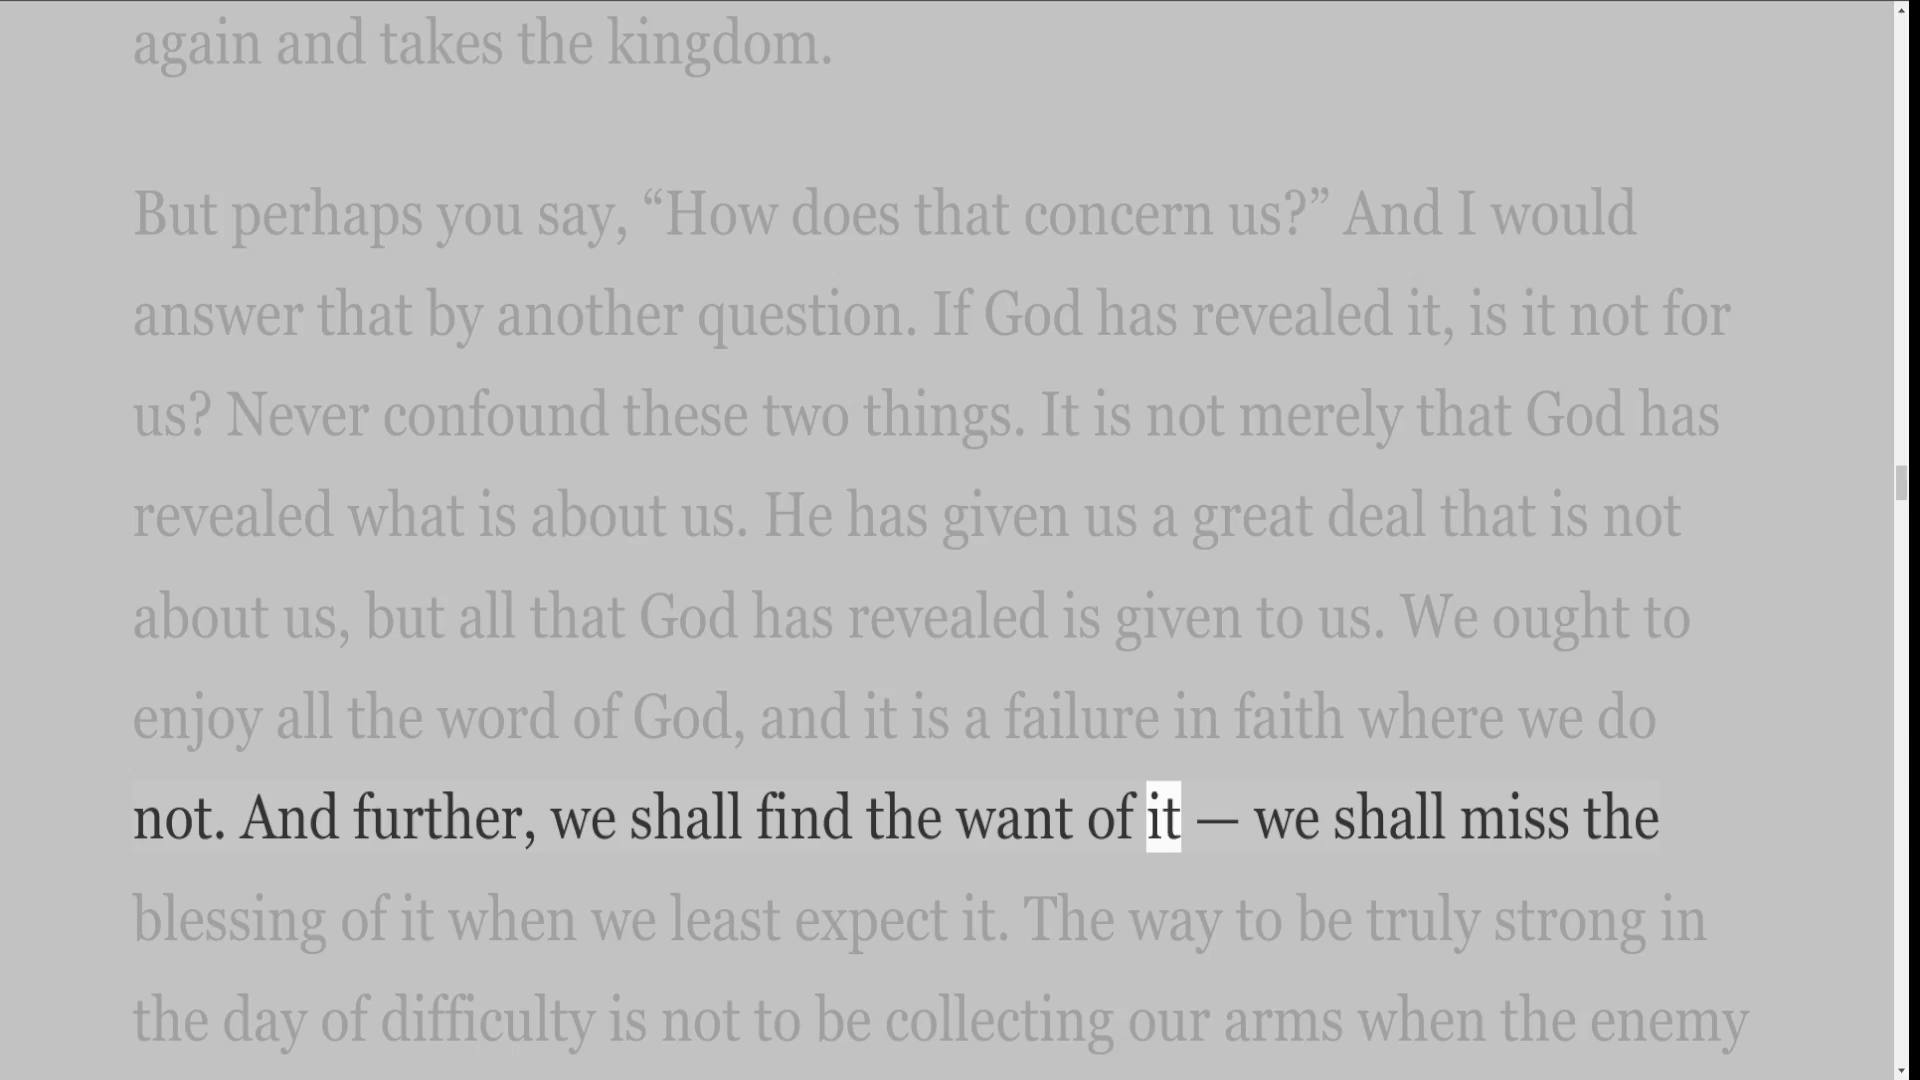 again and takes the kingdom.
But perhaps you say, “How does that concern us?” And I would
answer that by another question. If God has revealed it, is it not for
us? Never confound these two things. It is not merely that God has
revealed what is about us. He has given us a great deal that is not
about us, but all that God has revealed is given to us. We ought to
enjoy all the word of God, and it is a failure in faith where we do
not. And further, we shall find the want of it — we shall miss the
blessing of it when we least expect it. The way to be truly strong in
the day of difficulty is not to be collecting our arms when the enemy